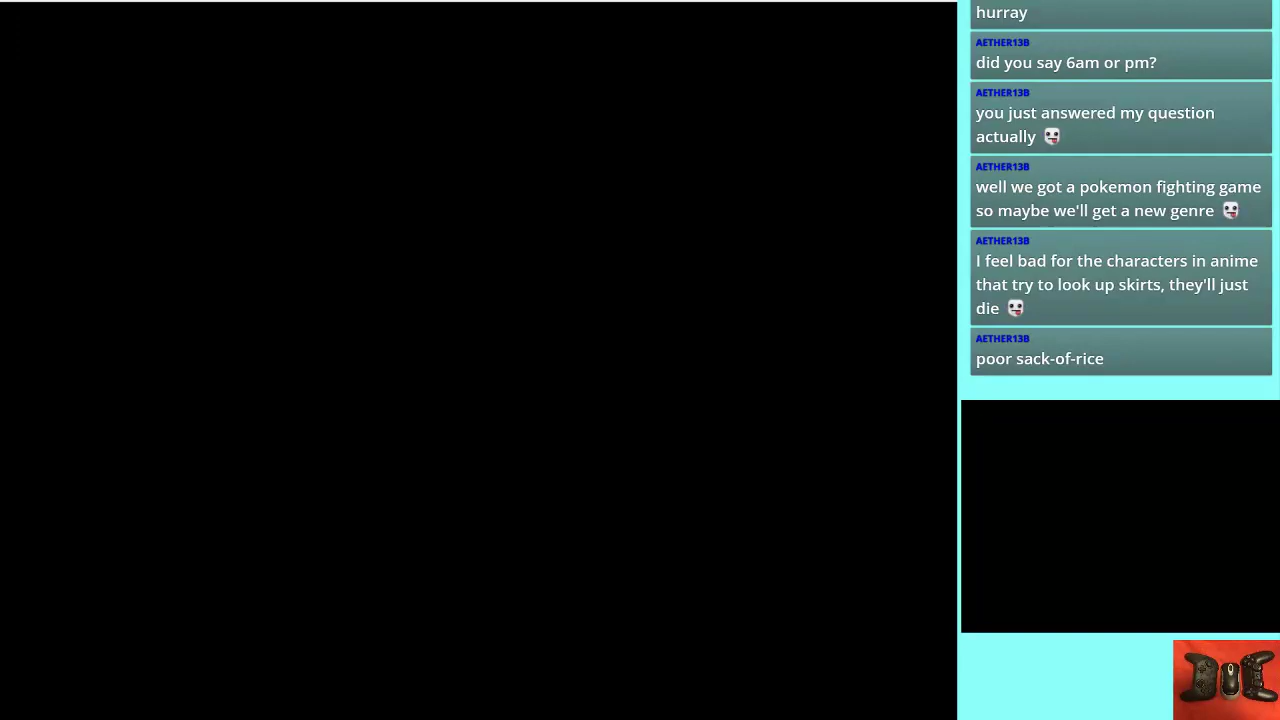 hurray
AETHER13B
did you say 6am or pm?
AETHER13B
you just answered my question
actually
AETHER13B
well we got a pokemon fighting game
so maybe we'll get a new genre
AETHER13B
I feel bad for the characters in anime
that try to look up skirts, they'll just
die
AETHER13B
poor sack-of-rice